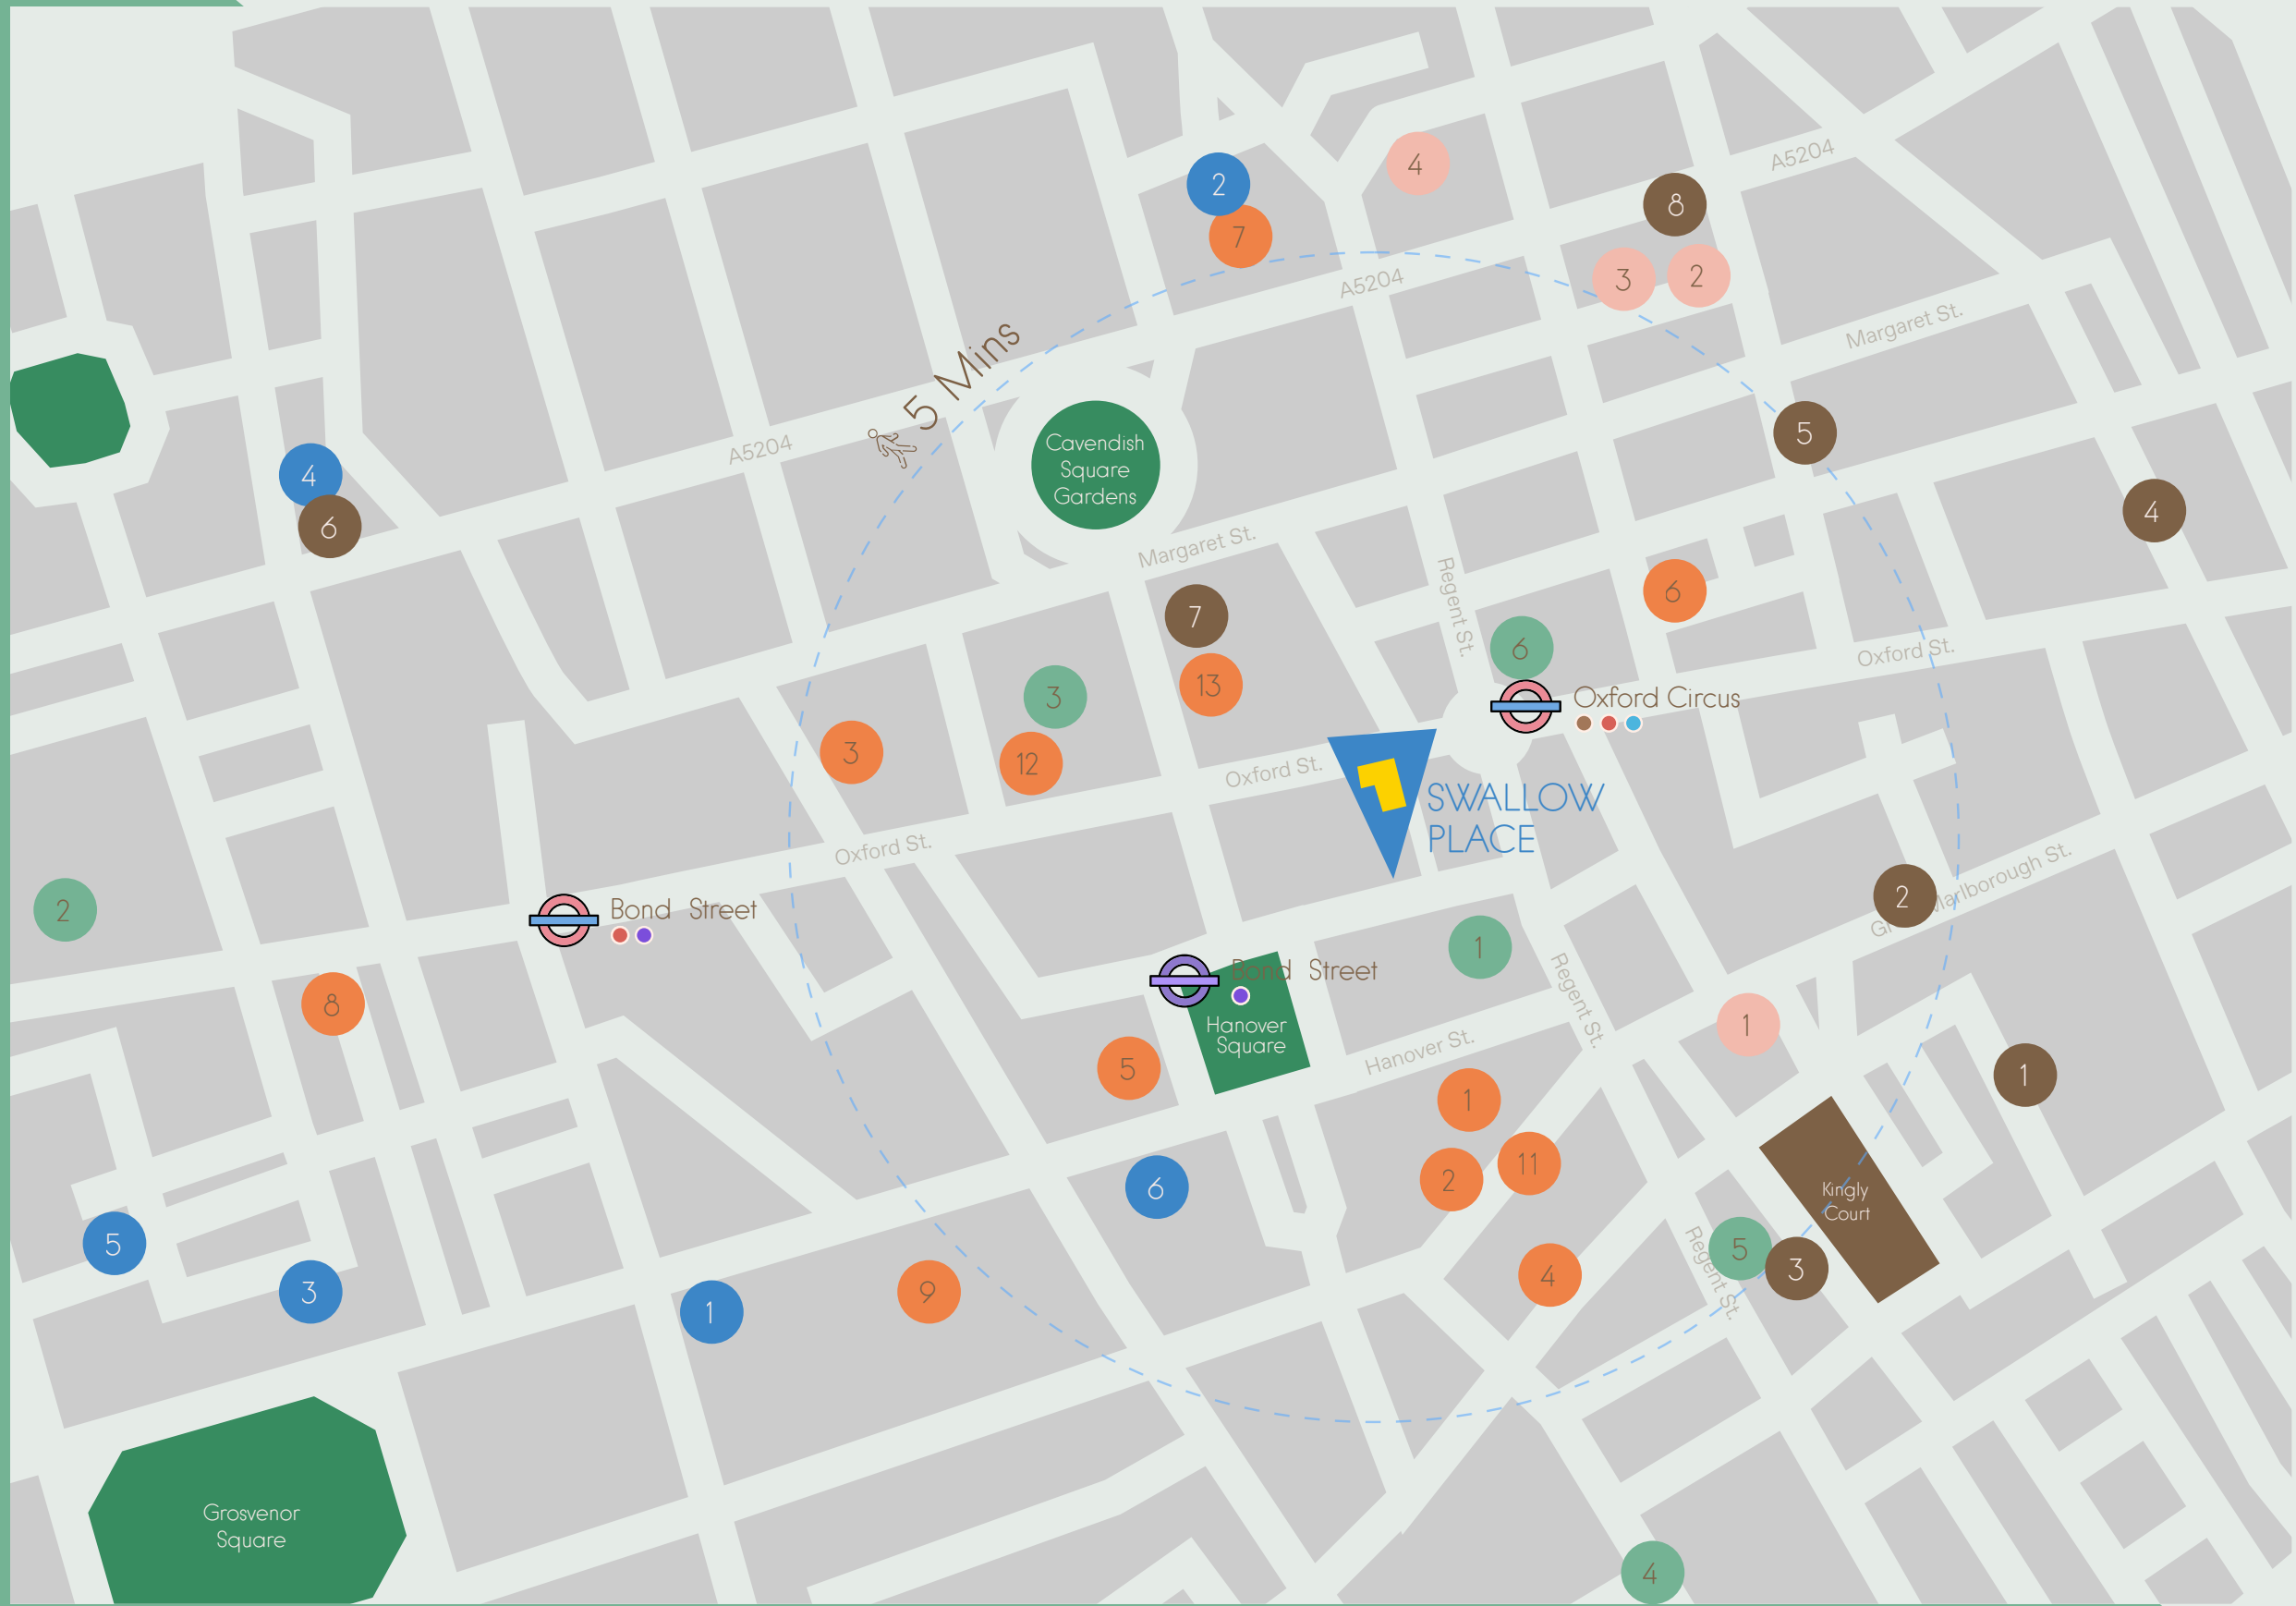 4
2
A5204
8
7
3
2
A5204
Margaret St.
5 Mins
5
A5204
Cavendish
Square
Gardens
4
6
4
Margaret St.
Regent St.
6
7
6
Oxford St.
3
13
Oxford Circus
3
12
Oxford St.
SWALLOW
PLACE
Oxford St.
2
Bond Street
2
Marlborough St.
1
Bond Street
8
Regent St.
Hanover
Square
1
Hanover St.
5
1
1
2
11
6
Kingly
Court
5
5
3
Regent St.
4
3
9
1
Grosvenor
Square
4